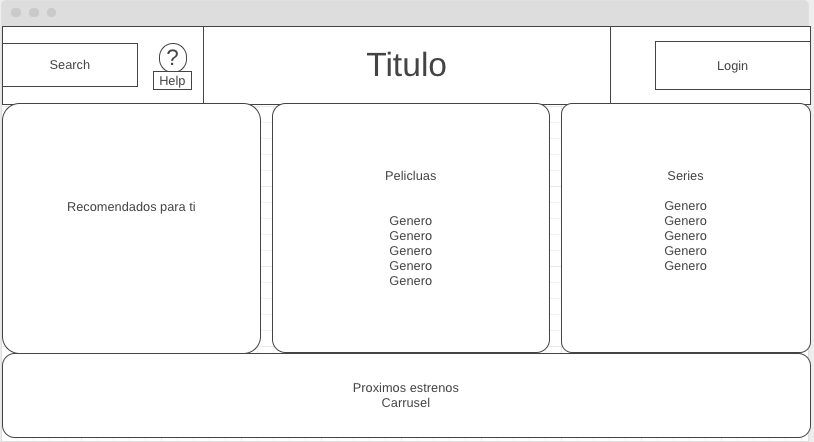 Search
?
Help
Titulo
Login
Recomendados para ti
Pelicluas
Genero
Genero
Genero
Genero
Genero
Series
Genero
Genero
Genero
Genero
Genero
Proximos estrenos
Carrusel